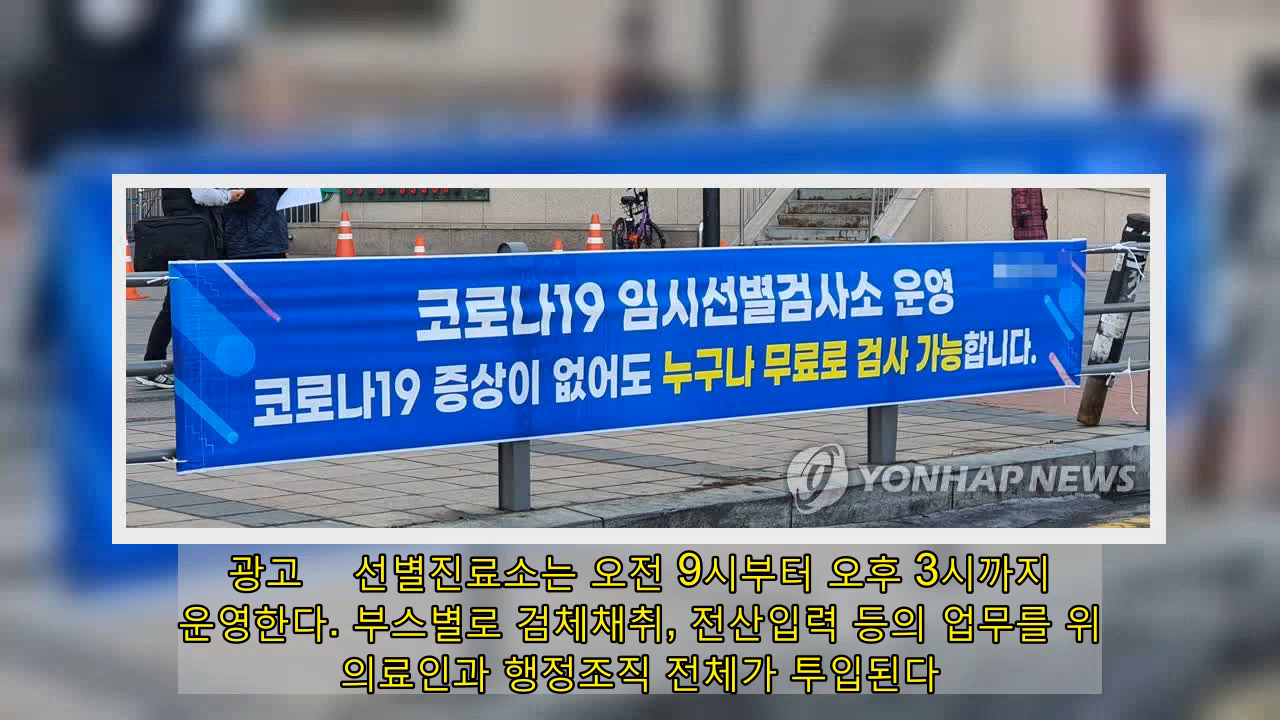 코로나19 임시선별검사소 운영
코로나19 증상이 없어도 누구나 무료로 검사 가능합니다.
YONHAP NEWS
광고 선별진료소는 오전 9시부터 오후 3시까지
운영한다. 부스별로 검체채취, 전산입력 등의 업무를 위
의료인과 행정조직 전체가 투입된다